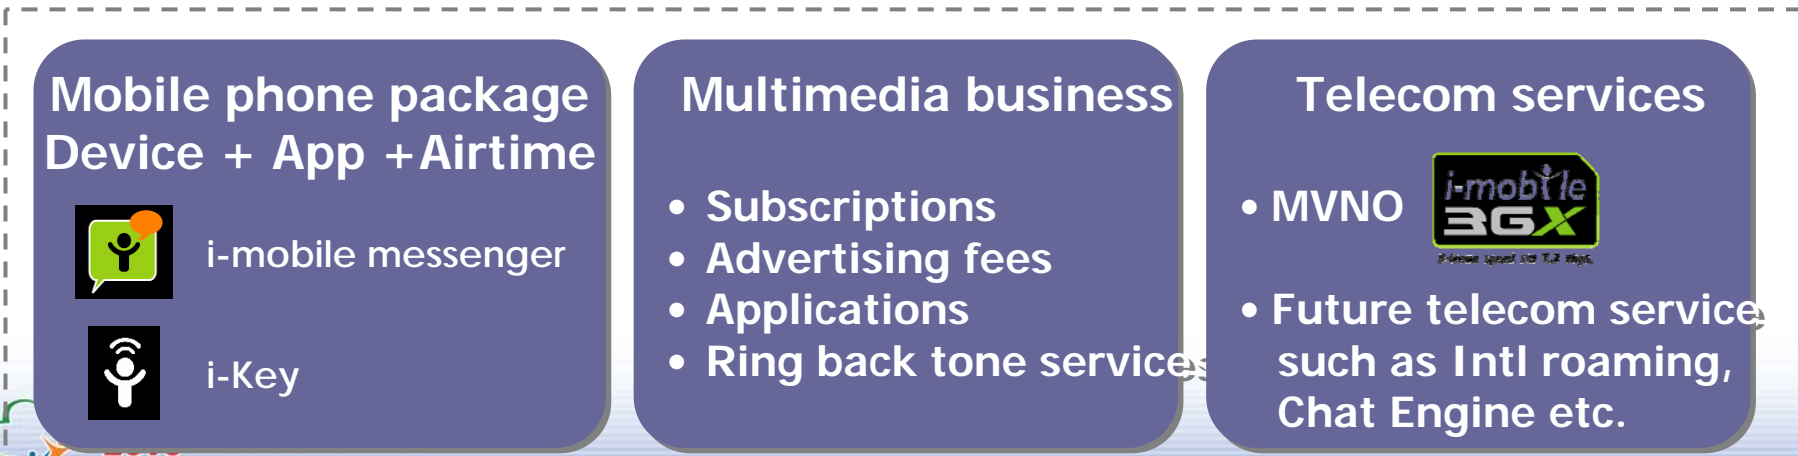 Mobile phone package
Device + App +Airtime
i-mobile messenger
i-Key
Multimedia business
• Subscriptions
• Advertising fees
• Applications
• Ring back tone services
Telecom services
• MVNO
i-mobile
3GX
• Future telecom service
such as Intl roaming,
Chat Engine etc.